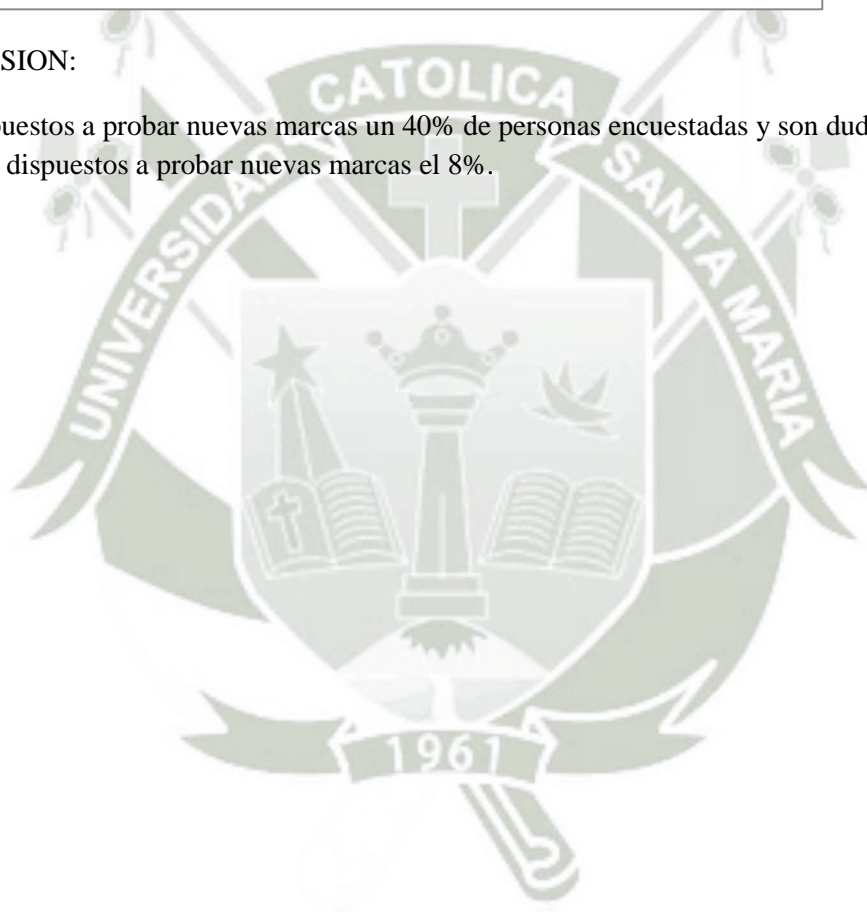 SION:
puestos a probar nuevas marcas un 40% de personas encuestadas y son dud
dispuestos a probar nuevas marcas el 8%.
UNIVERSIDAD CATOLICA SANTA MARIA
1961